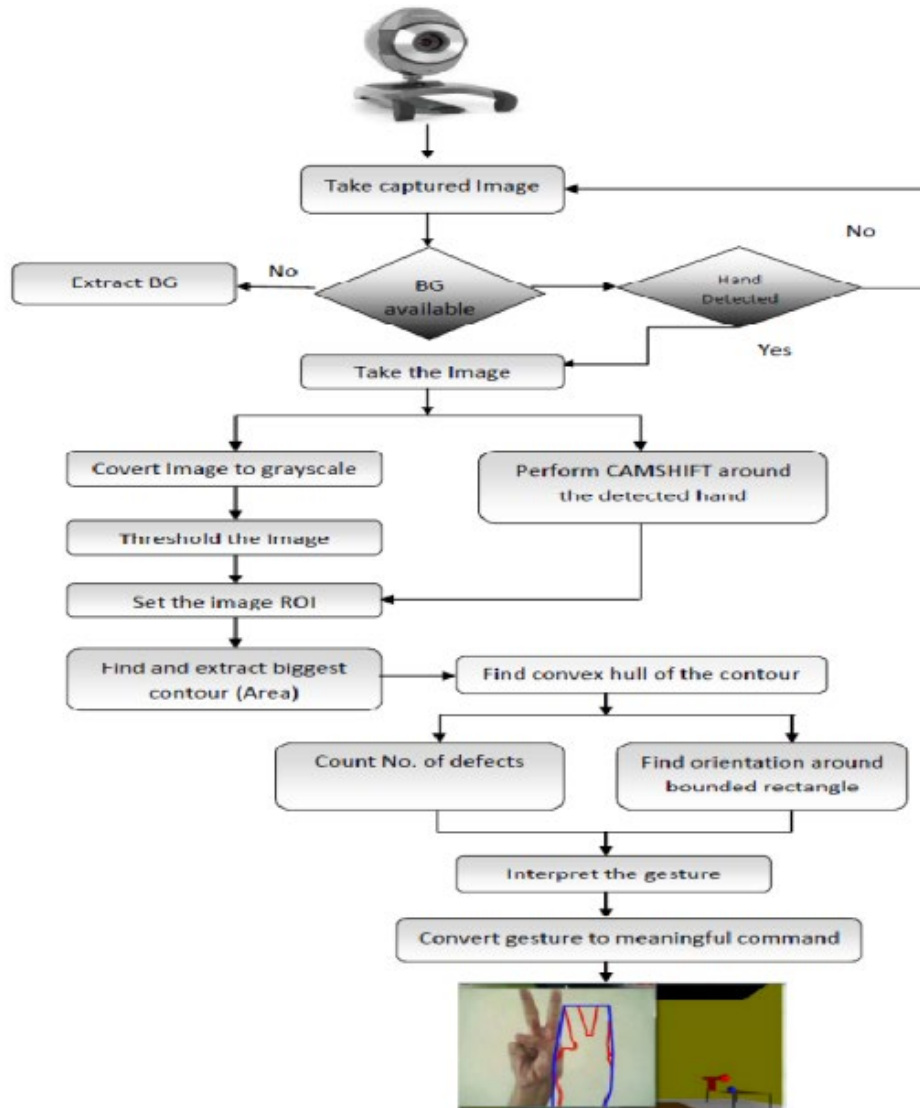 Take captured Image
No
Extract BG
No
BG
available
Hand
Detected
Yes
Take the Image
Covert Image to grayscale
Perform CAMSHIFT around
the detected hand
Threshold the Image
Set the image ROI
Find and extract biggest
contour (Area)
Find convex hull of the contour
Count No. of defects
Find orientation around
bounded rectangle
Interpret the gesture
Convert gesture to meaningful command